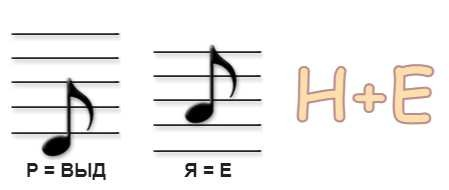 Р = ВЫД
Я = Е
Н+Е